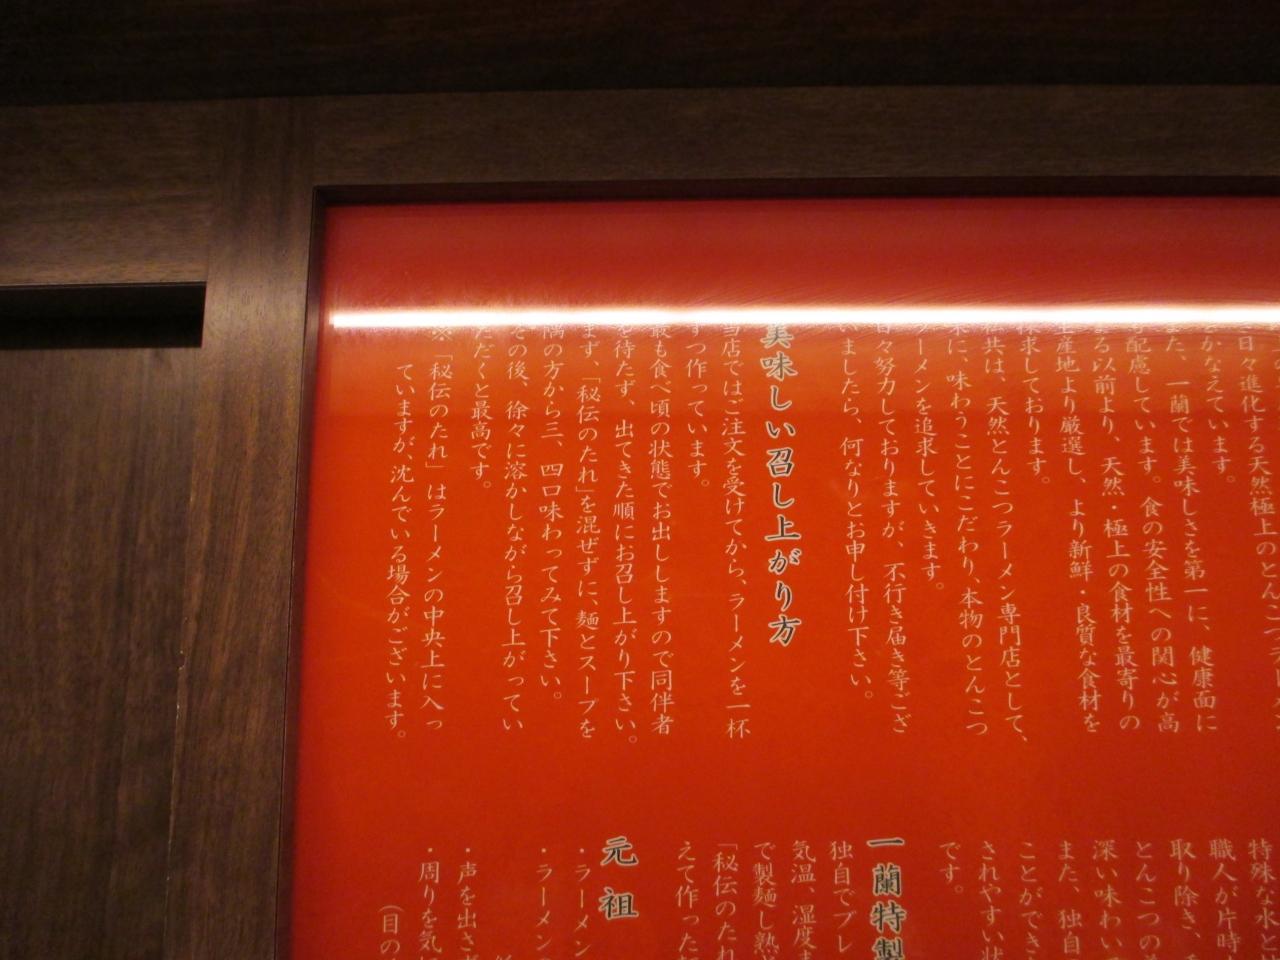 日々進化する天然極上のとんこつラーメン
かなえています。
た、一蘭では美味しさを第一に、健康面に
も配慮しています。食の安全性への関心が高
まる以前より、天然・極上の食材を最寄りの
生産地より厳選し、より新鮮・良質な食材を
探求しております。
私共は、天然とんこつラーメン専門店として、
に、味わうことにこだわり、本物のとんこつ
ラーメンを追求していきます。
日々努力しておりますが、不行き届き等ござ
いましたら、何なりとお申し付け下さい。
美味しい召し上がり方
当店ではご注文を受けてから、ラーメンを一杯
ずつ作っています。
最も食べ頃の状態でお出ししますので同伴者
を待たず、出てきた順にお召し上がり下さい。
まず、「秘伝のたれ」を混ぜずに、麺とスープを
隅の方から三、四口味わってみて下さい。
その後、徐々に溶かしながら召し上がってい
ただくと最高です。
※「秘伝のたれ」はラーメンの中央上に入っ
ていますが、沈んでいる場合がございます。
特殊な水と
職人が片時
取り除き、
とんこつの
深い味わい
また、独自
ことができ
されやすい状
です。
一蘭特製
独自でブレ
気温、湿度ま
で製麺し熟
「秘伝のたれ
えて作った
元祖
・ラーメン
・ラーメン
・声を出さ
・周りを気
（目の